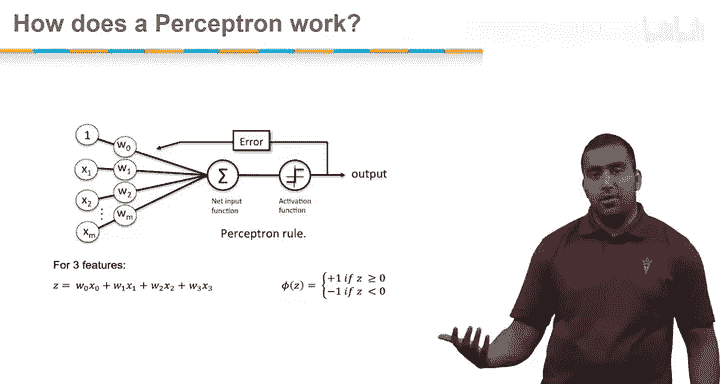 How does a Perceptron work?
1
w₀
Error
x₁
w₁
Σ
output
x₂
w₂
Net input
function
Activation
function
⋮
wₘ
xₘ
Perceptron rule.
For 3 features:
z = w₀x₀ + w₁x₁ + w₂x₂ + w₃x₃
ϕ(z) = {+1 if z ≥ 0
−1 if z < 0